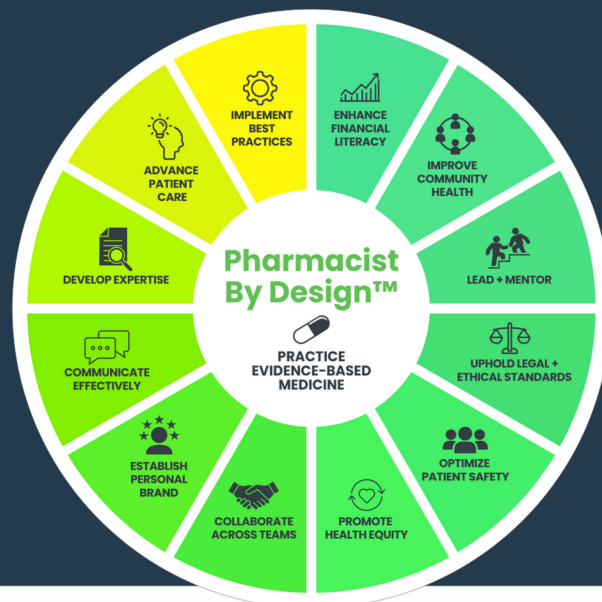 Pharmacist
By Design™
PRACTICE
EVIDENCE-BASED
MEDICINE
ENHANCE
FINANCIAL
LITERACY
IMPROVE
COMMUNITY
HEALTH
LEAD + MENTOR
UPHOLD LEGAL +
ETHICAL STANDARDS
OPTIMIZE
PATIENT SAFETY
PROMOTE
HEALTH EQUITY
COLLABORATE
ACROSS TEAMS
ESTABLISH
PERSONAL
BRAND
COMMUNICATE
EFFECTIVELY
DEVELOP EXPERTISE
ADVANCE
PATIENT
CARE
IMPLEMENT
BEST
PRACTICES